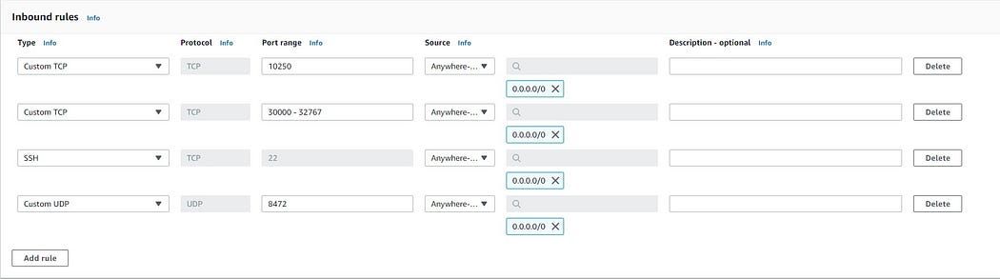 Inbound rules Info
Type Info Protocol Info Port range Info Source Info Description - optional Info
Custom TCP TCP 10250 Anywhere-... Delete
0.0.0.0/0
Custom TCP TCP 30000 - 32767 Anywhere-... Delete
0.0.0.0/0
SSH TCP 22 Anywhere-... Delete
0.0.0.0/0
Custom UDP UDP 8472 Anywhere-... Delete
0.0.0.0/0
Add rule